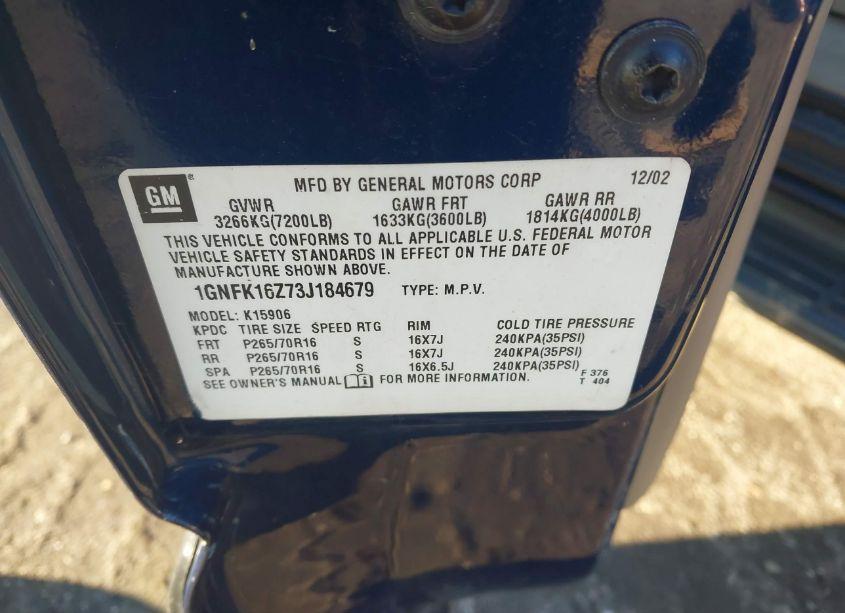 GM
MFD BY GENERAL MOTORS CORP 12/02
GVWR GAWR FRT GAWR RR
3266KG(7200LB) 1633KG(3600LB) 1814KG(4000LB)
THIS VEHICLE CONFORMS TO ALL APPLICABLE U.S. FEDERAL MOTOR
VEHICLE SAFETY STANDARDS IN EFFECT ON THE DATE OF
MANUFACTURE SHOWN ABOVE.
1GNFK16Z73J184679 TYPE: M.P.V.
MODEL: K15906
KPDC TIRE SIZE SPEED RTG RIM COLD TIRE PRESSURE
FRT P265/70R16 S 16X7J 240KPA(35PSI)
RR P265/70R16 S 16X7J 240KPA(35PSI)
SPA P265/70R16 S 16X6.5J 240KPA(35PSI)
SEE OWNER'S MANUAL FOR MORE INFORMATION.
F 376
T 404